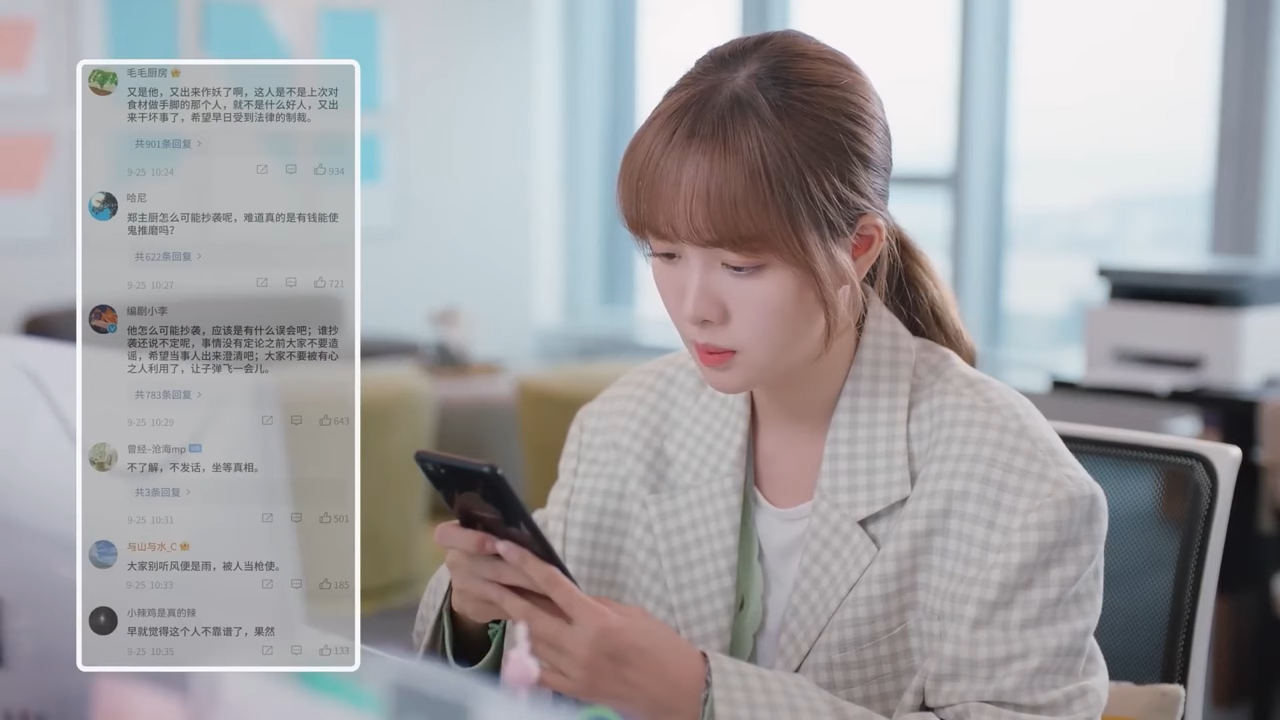 毛毛厨房
又是他，又出来作妖了啊，这人是不是上次对
食材做手脚的那个人，就不是什么好人，又出
来干坏事了，希望早日受到法律的制裁。
共901条回复 >
9-25 10:24 934
哈尼
郑主厨怎么可能抄袭呢，难道真的是有钱能使
鬼推磨吗?
共622条回复 >
9-25 10:27 721
编剧小李
他怎么可能抄袭，应该是有什么误会吧；谁抄
袭还说不定呢，事情没有定论之前大家不要造
谣，希望当事人出来澄清吧；大家不要被有心
之人利用了，让子弹飞一会儿。
共783条回复 >
9-25 10:29 643
曾经~沧海mp
不了解，不发话，坐等真相。
共3条回复 >
9-25 10:31 501
与山与水_C
大家别听风便是雨，被人当枪使。
9-25 10:33 185
小辣鸡是真的辣
早就觉得这个人不靠谱了，果然
9-25 10:35 133